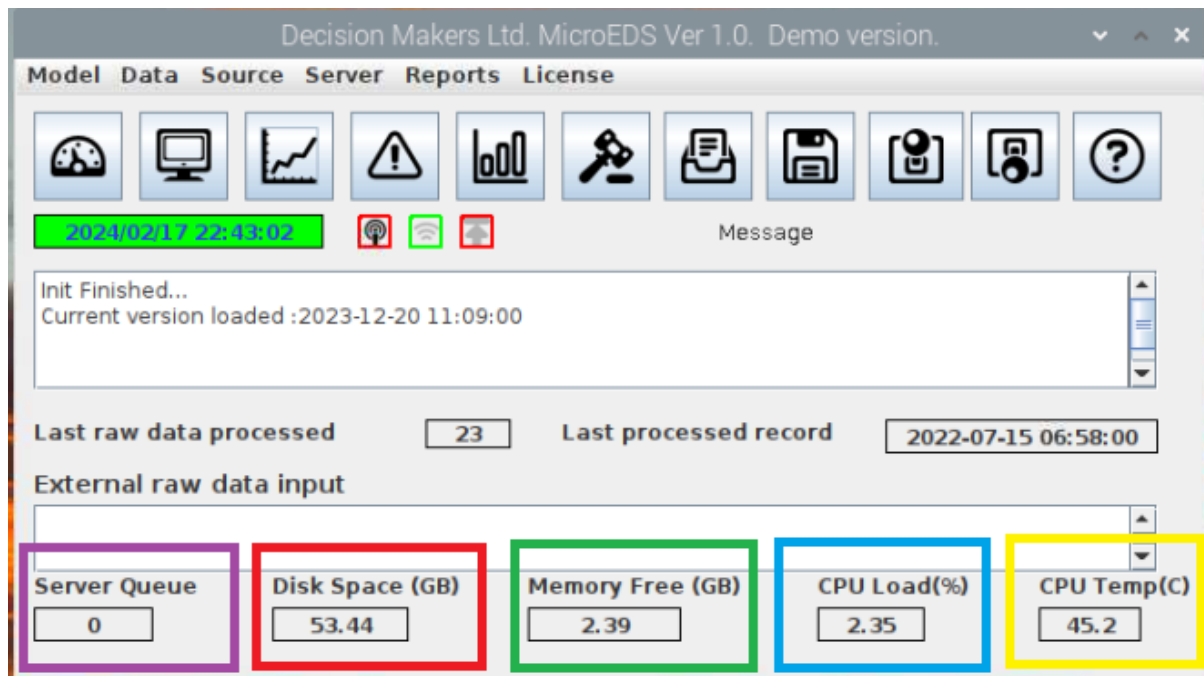 Decision Makers Ltd. MicroEDS Ver 1.0.  Demo version.
Model Data Source Server Reports License
2024/02/17 22:43:02 Message
Init Finished...
Current version loaded :2023-12-20 11:09:00
Last raw data processed 23 Last processed record 2022-07-15 06:58:00
External raw data input
Server Queue Disk Space (GB) Memory Free (GB) CPU Load(%) CPU Temp(C)
0 53.44 2.39 2.35 45.2